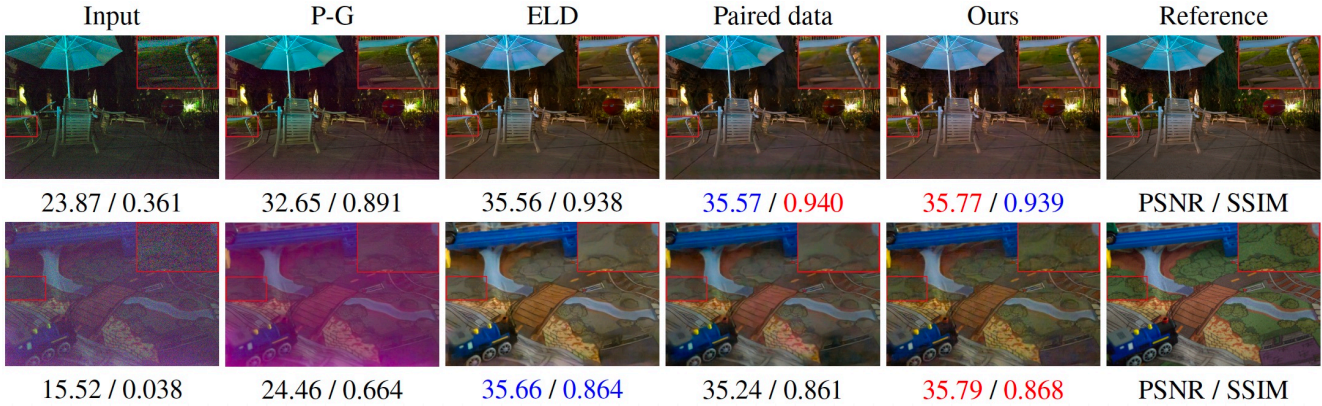 Input P-G ELD Paired data Ours Reference
23.87 / 0.361 32.65 / 0.891 35.56 / 0.938 35.57 / 0.940 35.77 / 0.939 PSNR / SSIM
15.52 / 0.038 24.46 / 0.664 35.66 / 0.864 35.24 / 0.861 35.79 / 0.868 PSNR / SSIM